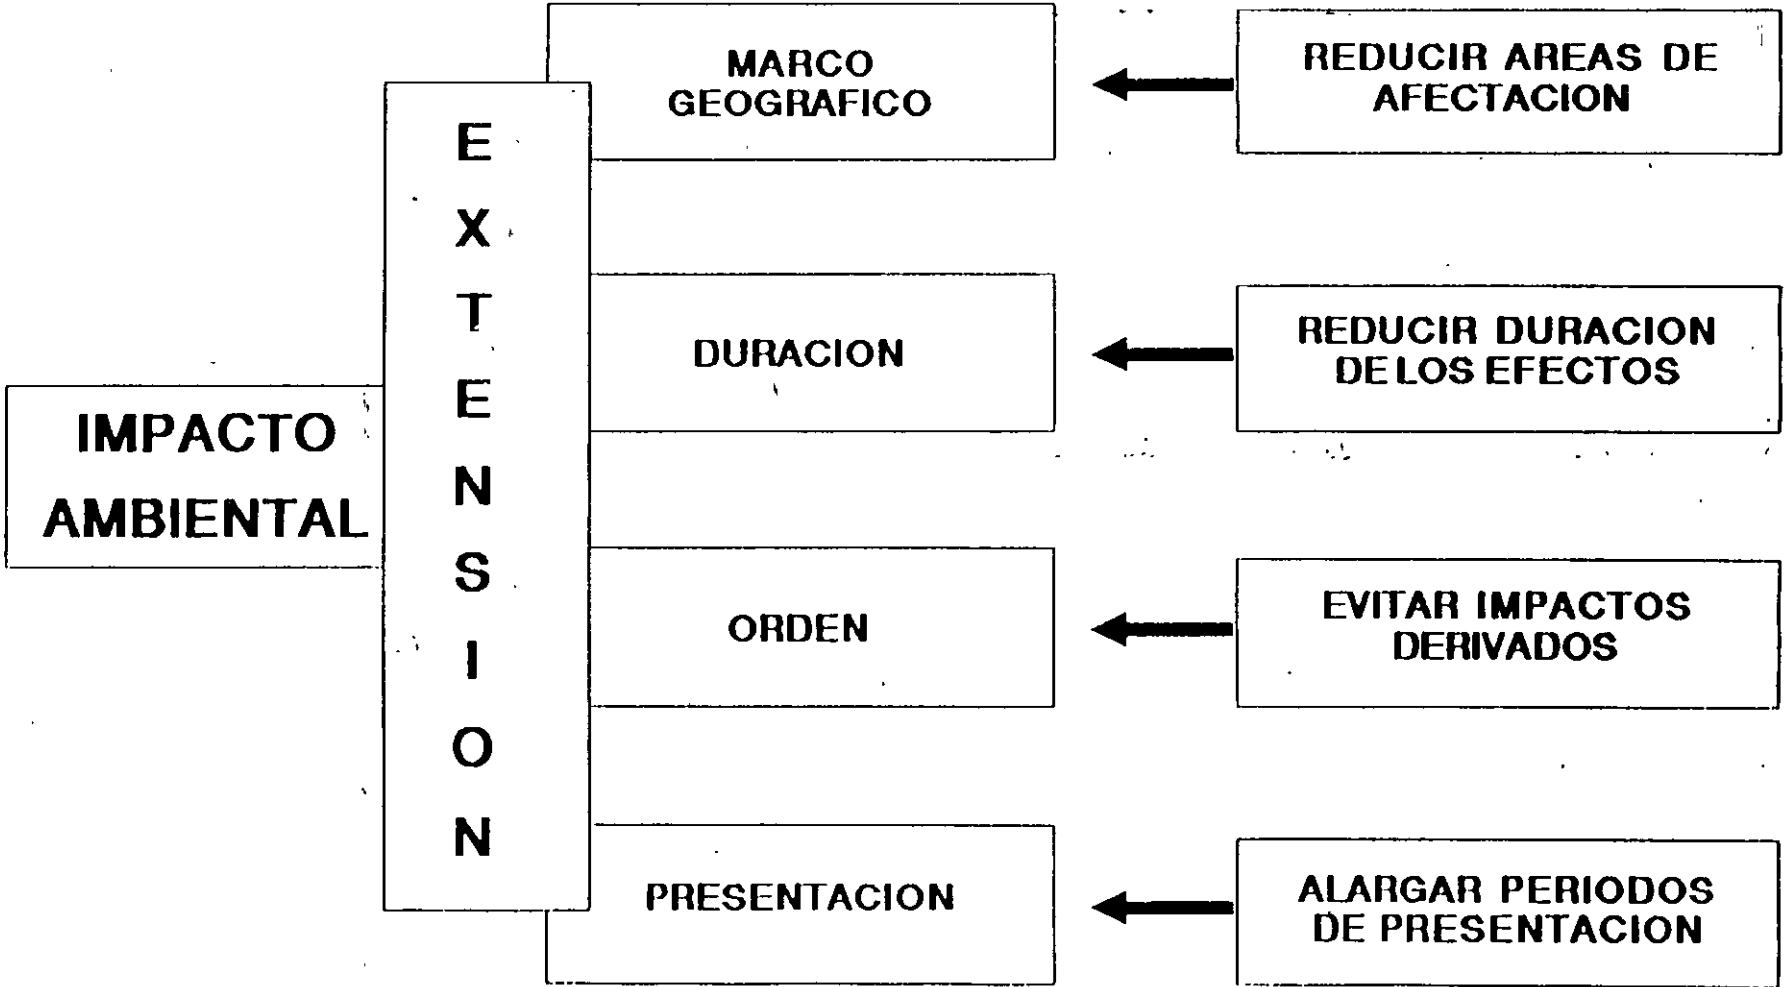 IMPACTO
AMBIENTAL
EXTENSION
MARCO
GEOGRAFICO
REDUCIR AREAS DE
AFECTACION
DURACION
REDUCIR DURACION
DE LOS EFECTOS
ORDEN
EVITAR IMPACTOS
DERIVADOS
PRESENTACION
ALARGAR PERIODOS
DE PRESENTACION